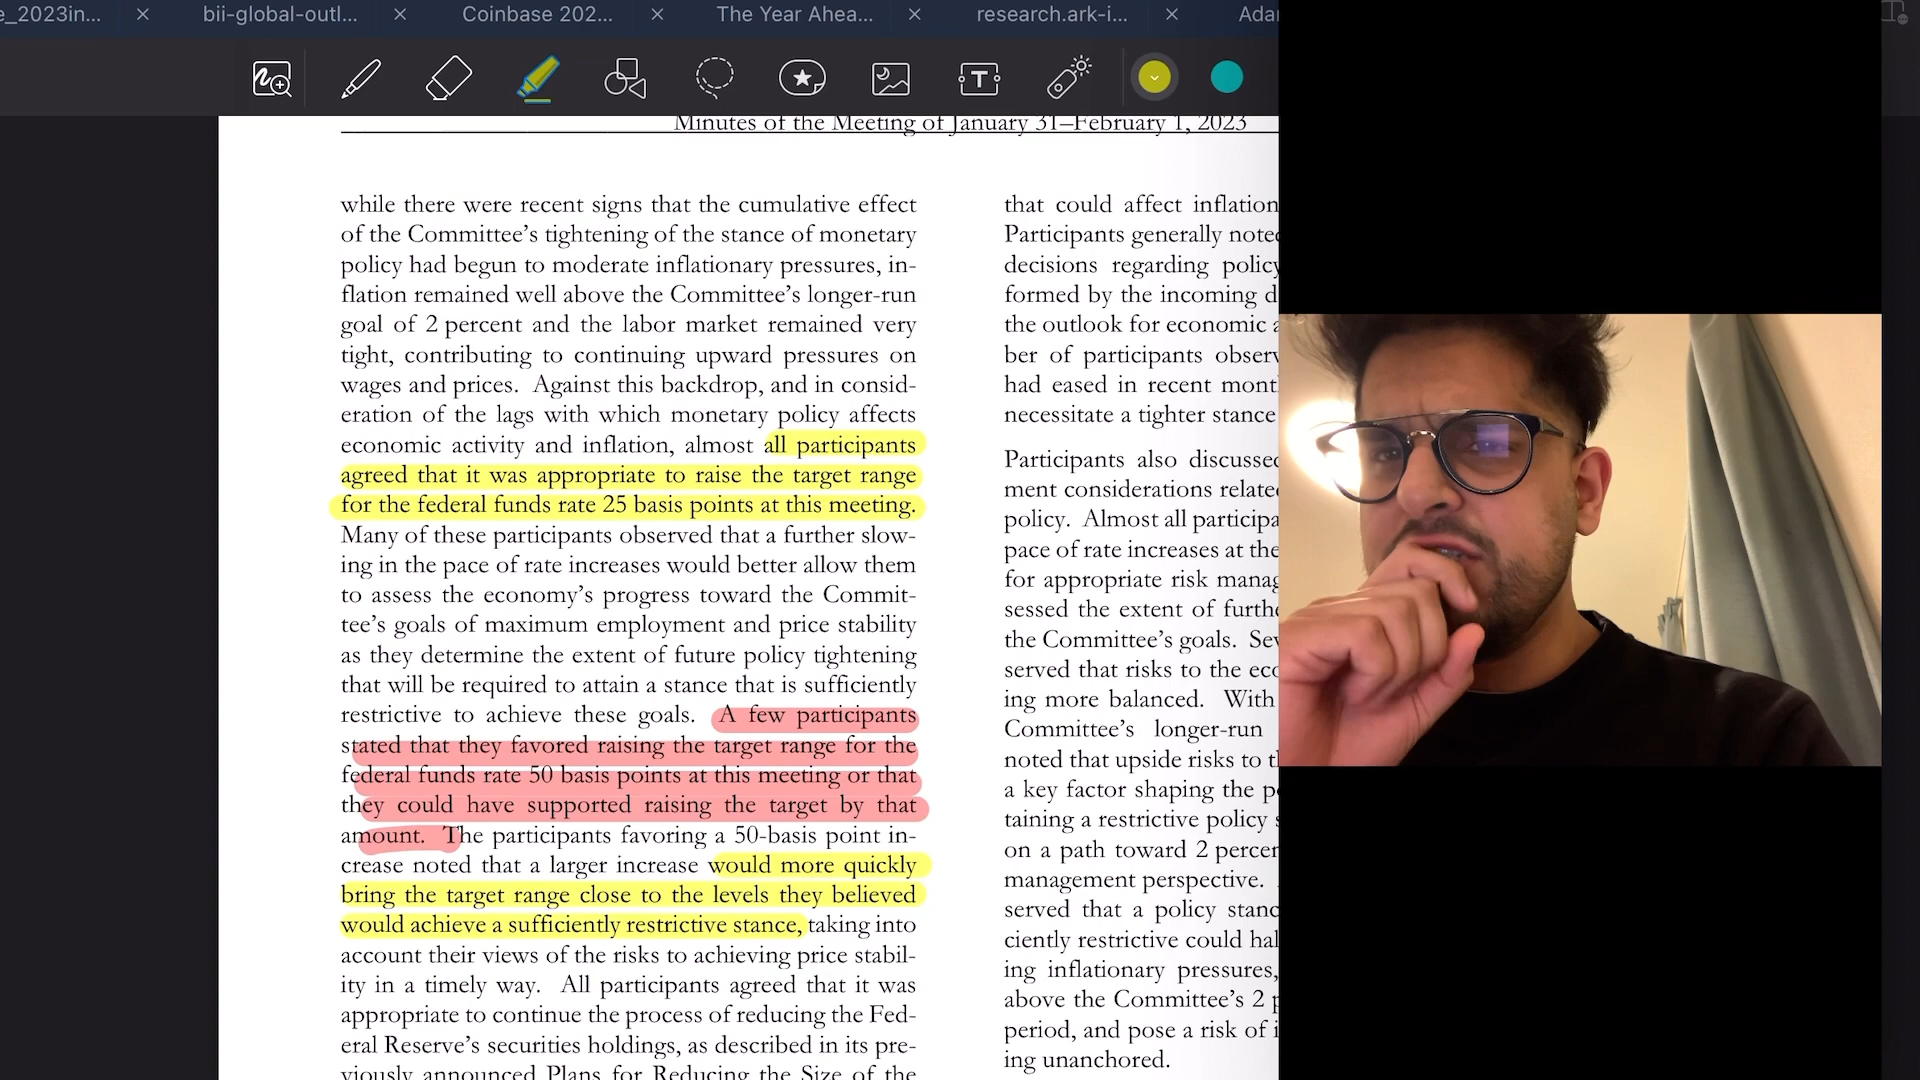 e_2023in...
bii-global-outl...
Coinbase 202...
The Year Ahea...
research.ark-i...
Adar
T
Minutes of the Meeting of January 31–February 1, 2023
while there were recent signs that the cumulative effect
of the Committee’s tightening of the stance of monetary
policy had begun to moderate inflationary pressures, in-
flation remained well above the Committee’s longer-run
goal of 2 percent and the labor market remained very
tight, contributing to continuing upward pressures on
wages and prices. Against this backdrop, and in consid-
eration of the lags with which monetary policy affects
economic activity and inflation, almost all participants
agreed that it was appropriate to raise the target range
for the federal funds rate 25 basis points at this meeting.
Many of these participants observed that a further slow-
ing in the pace of rate increases would better allow them
to assess the economy’s progress toward the Commit-
tee’s goals of maximum employment and price stability
as they determine the extent of future policy tightening
that will be required to attain a stance that is sufficiently
restrictive to achieve these goals. A few participants
stated that they favored raising the target range for the
federal funds rate 50 basis points at this meeting or that
they could have supported raising the target by that
amount. The participants favoring a 50-basis point in-
crease noted that a larger increase would more quickly
bring the target range close to the levels they believed
would achieve a sufficiently restrictive stance, taking into
account their views of the risks to achieving price stabil-
ity in a timely way. All participants agreed that it was
appropriate to continue the process of reducing the Fed-
eral Reserve’s securities holdings, as described in its pre-
viously announced Plans for Reducing the Size of the
that could affect inflation
Participants generally noted
decisions regarding policy
formed by the incoming d
the outlook for economic a
ber of participants observ
had eased in recent mont
necessitate a tighter stance
Participants also discussed
ment considerations relate
policy. Almost all participa
pace of rate increases at the
for appropriate risk manag
sessed the extent of furthe
the Committee’s goals. Sev
served that risks to the eco
ing more balanced. With
Committee’s longer-run
noted that upside risks to th
a key factor shaping the po
taining a restrictive policy s
on a path toward 2 percen
management perspective.
served that a policy stanc
ciently restrictive could hal
ing inflationary pressures,
above the Committee’s 2 p
period, and pose a risk of i
ing unanchored.